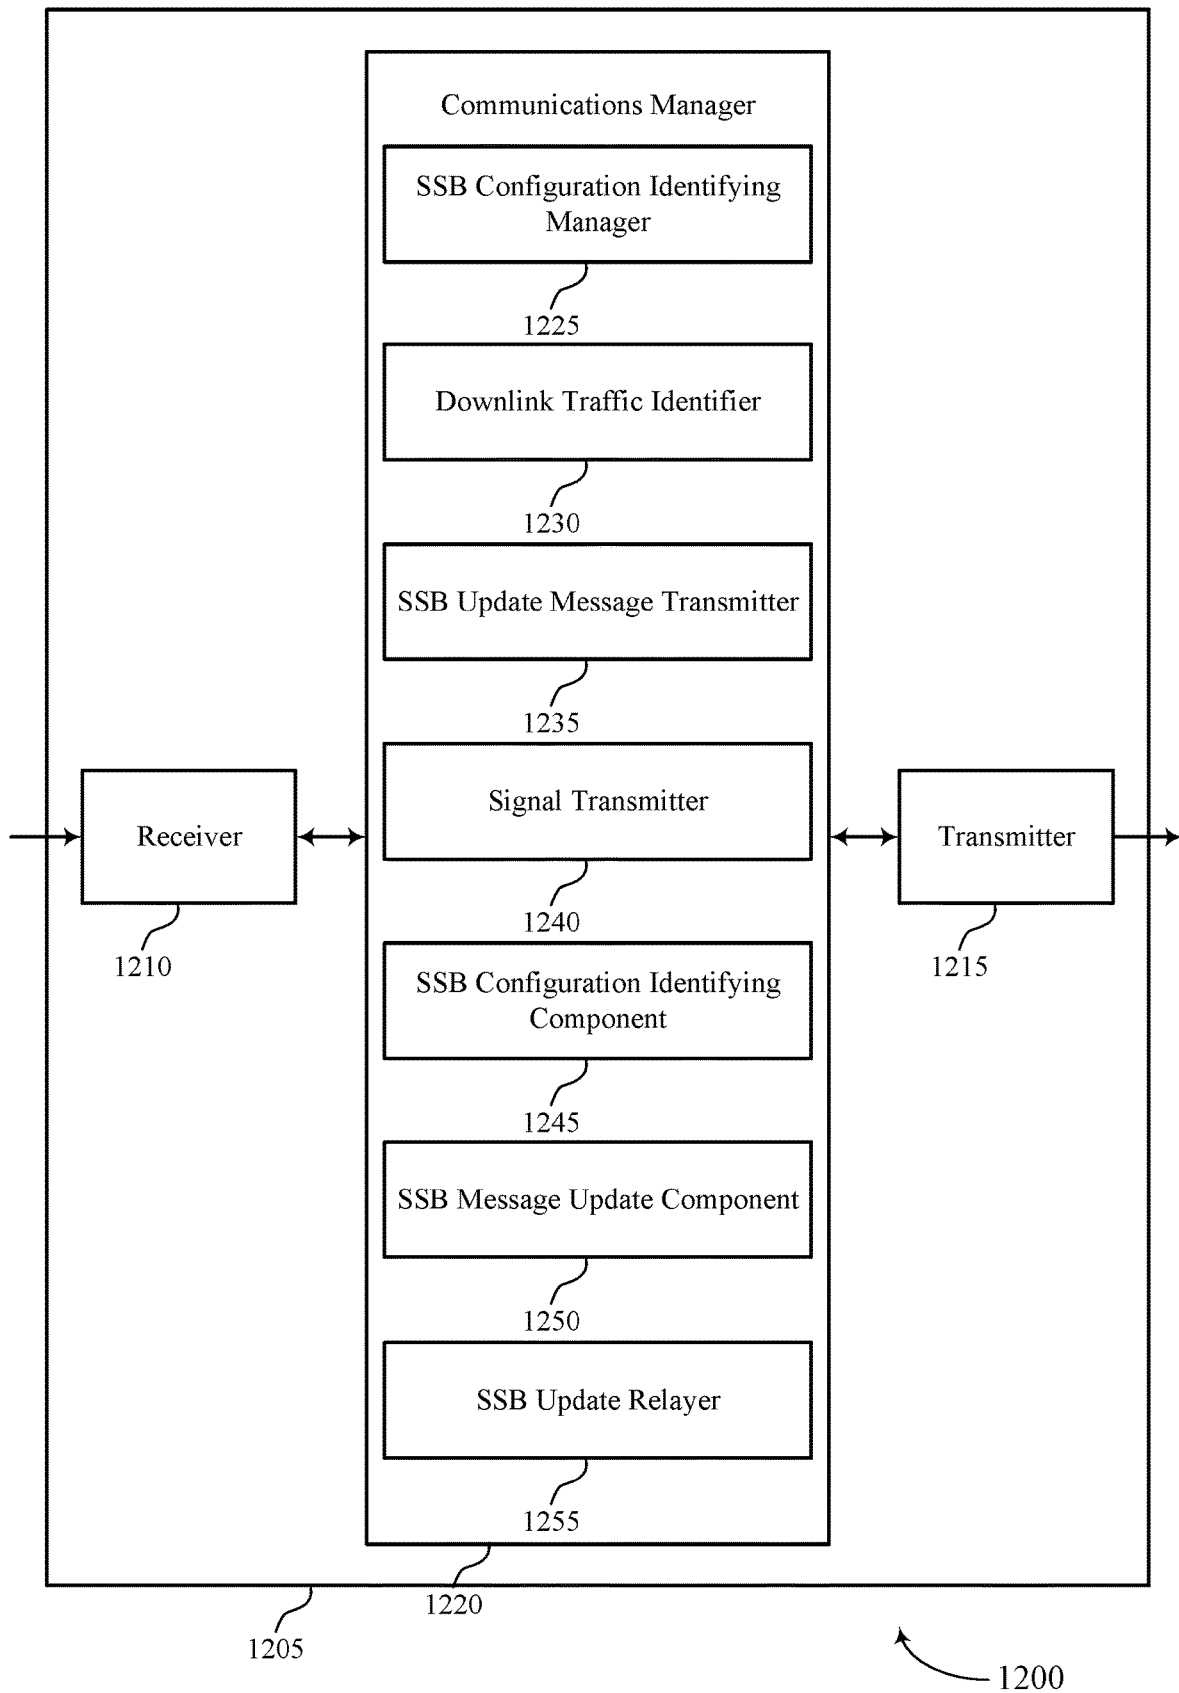 Communications Manager
SSB Configuration Identifying
Manager
1225
Downlink Traffic Identifier
1230
SSB Update Message Transmitter
1235
Receiver
1210
Signal Transmitter
1240
Transmitter
1215
SSB Configuration Identifying
Component
1245
SSB Message Update Component
1250
SSB Update Relayer
1255
1220
1205
1200